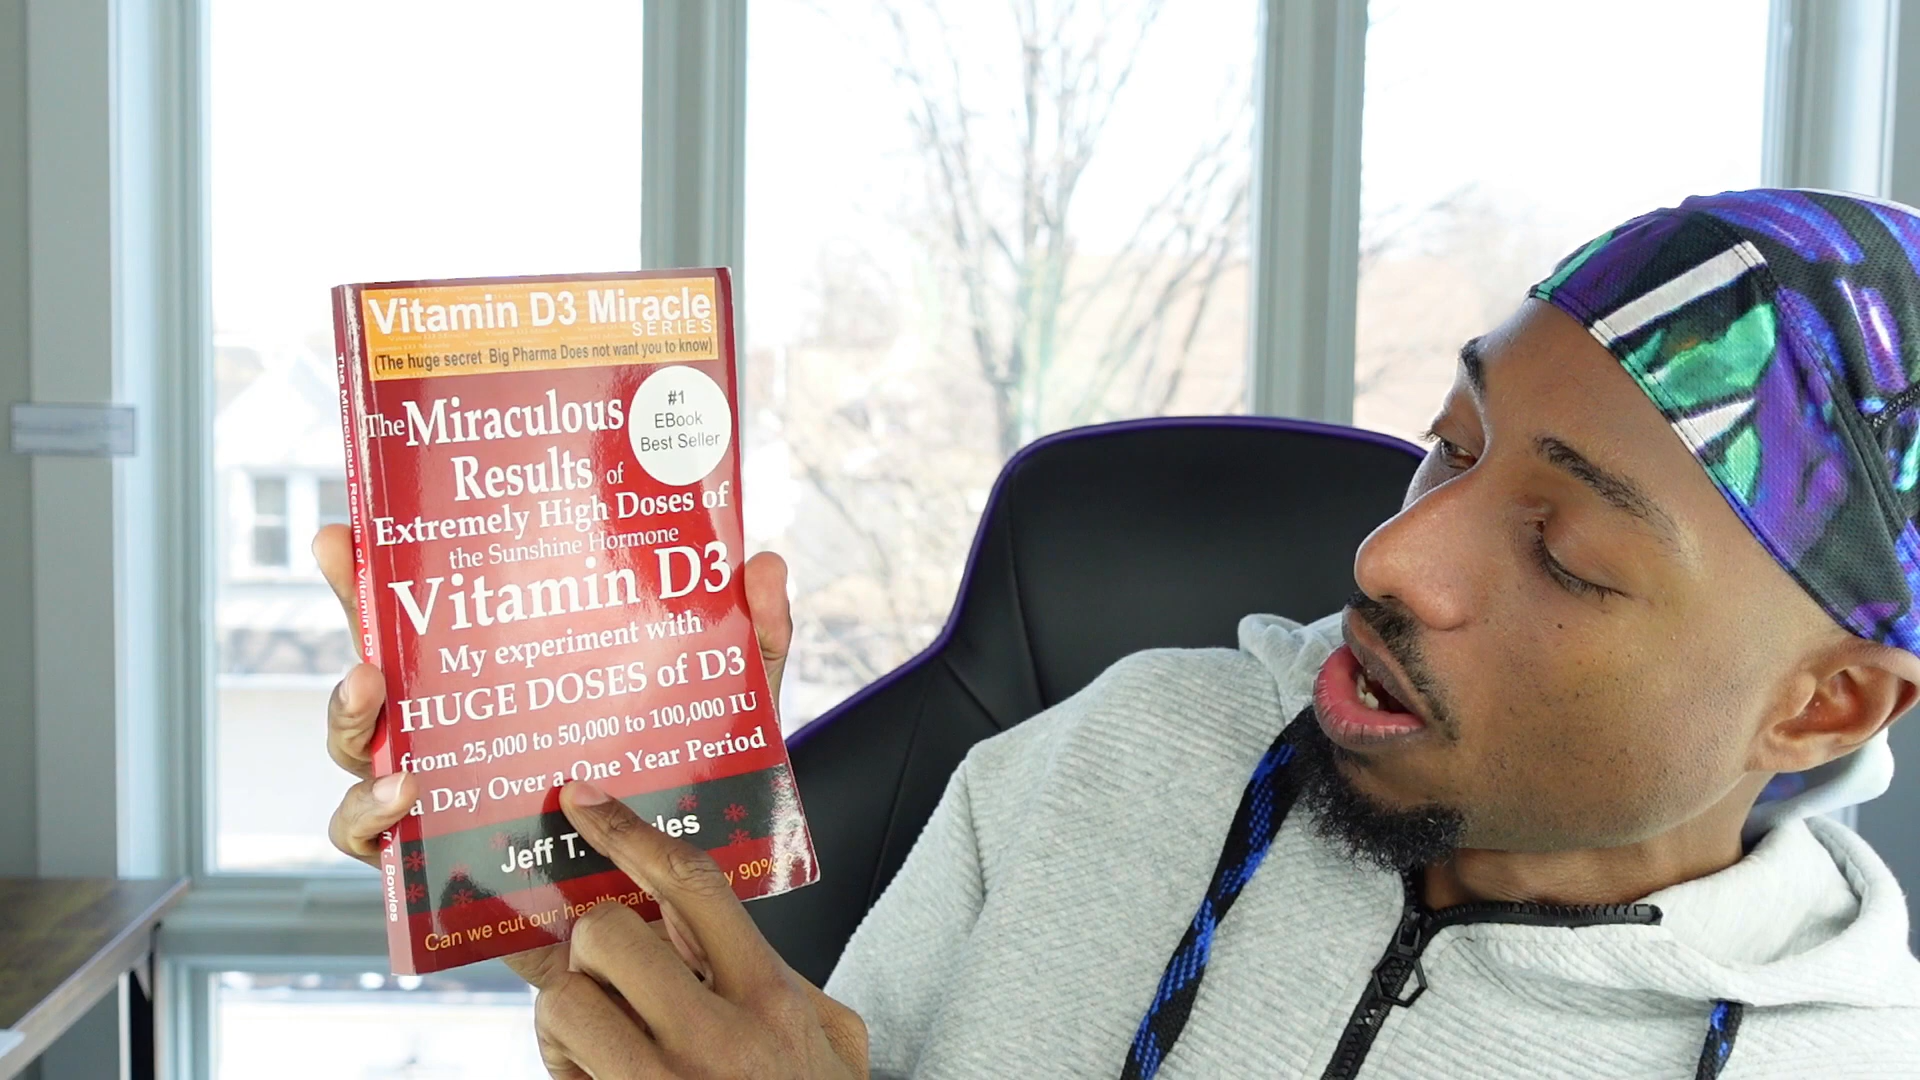 Vitamin D3 Miracle
SERIES
(The huge secret Big Pharma Does not want you to know)
#1
EBook
Best Seller
The Miraculous
Results of
Extremely High Doses of
the Sunshine Hormone
Vitamin D3
My experiment with
HUGE DOSES of D3
from 25,000 to 50,000 to 100,000 IU
a Day Over a One Year Period
Jeff T.
Can we cut our healthcare 90%
The Miraculous Results of Vitamin D3
T. Bowles